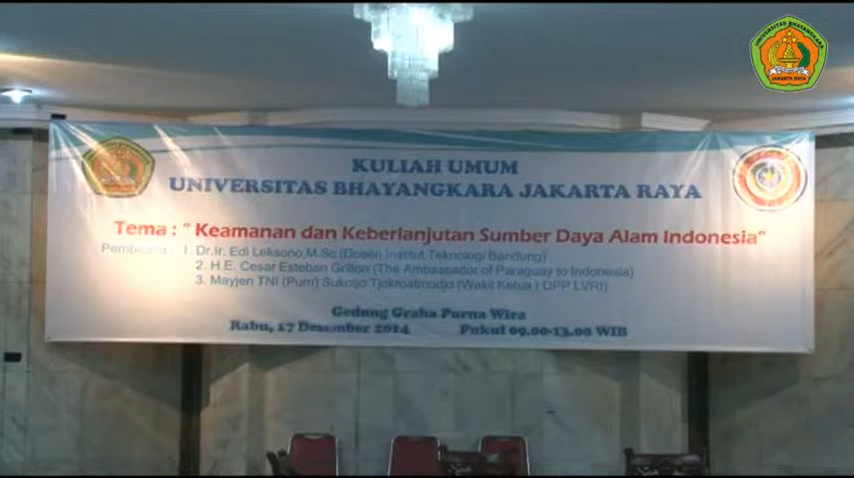 UNIVERSITAS BHAYANGKARA
JAKARTA RAYA
KULIAH UMUM
UNIVERSITAS BHAYANGKARA JAKARTA RAYA
Tema : "Keamanan dan Keberlanjutan Sumber Daya Alam Indonesia"
Pembicara : 1. Dr.Ir. Edi Leksono,M.Sc (Dosen Institut Teknologi Bandung)
2. H.E. Cesar Esteban Grillon (The Ambassador of Paraguay to Indonesia)
3. Mayjen TNI (Purn) Sukotjo Tjokroatmodjo (Wakil Ketua I DPP LVRI)
Gedung Graha Purna Wira
Rabu, 17 Desember 2014 Pukul 09.00-13.00 WIB